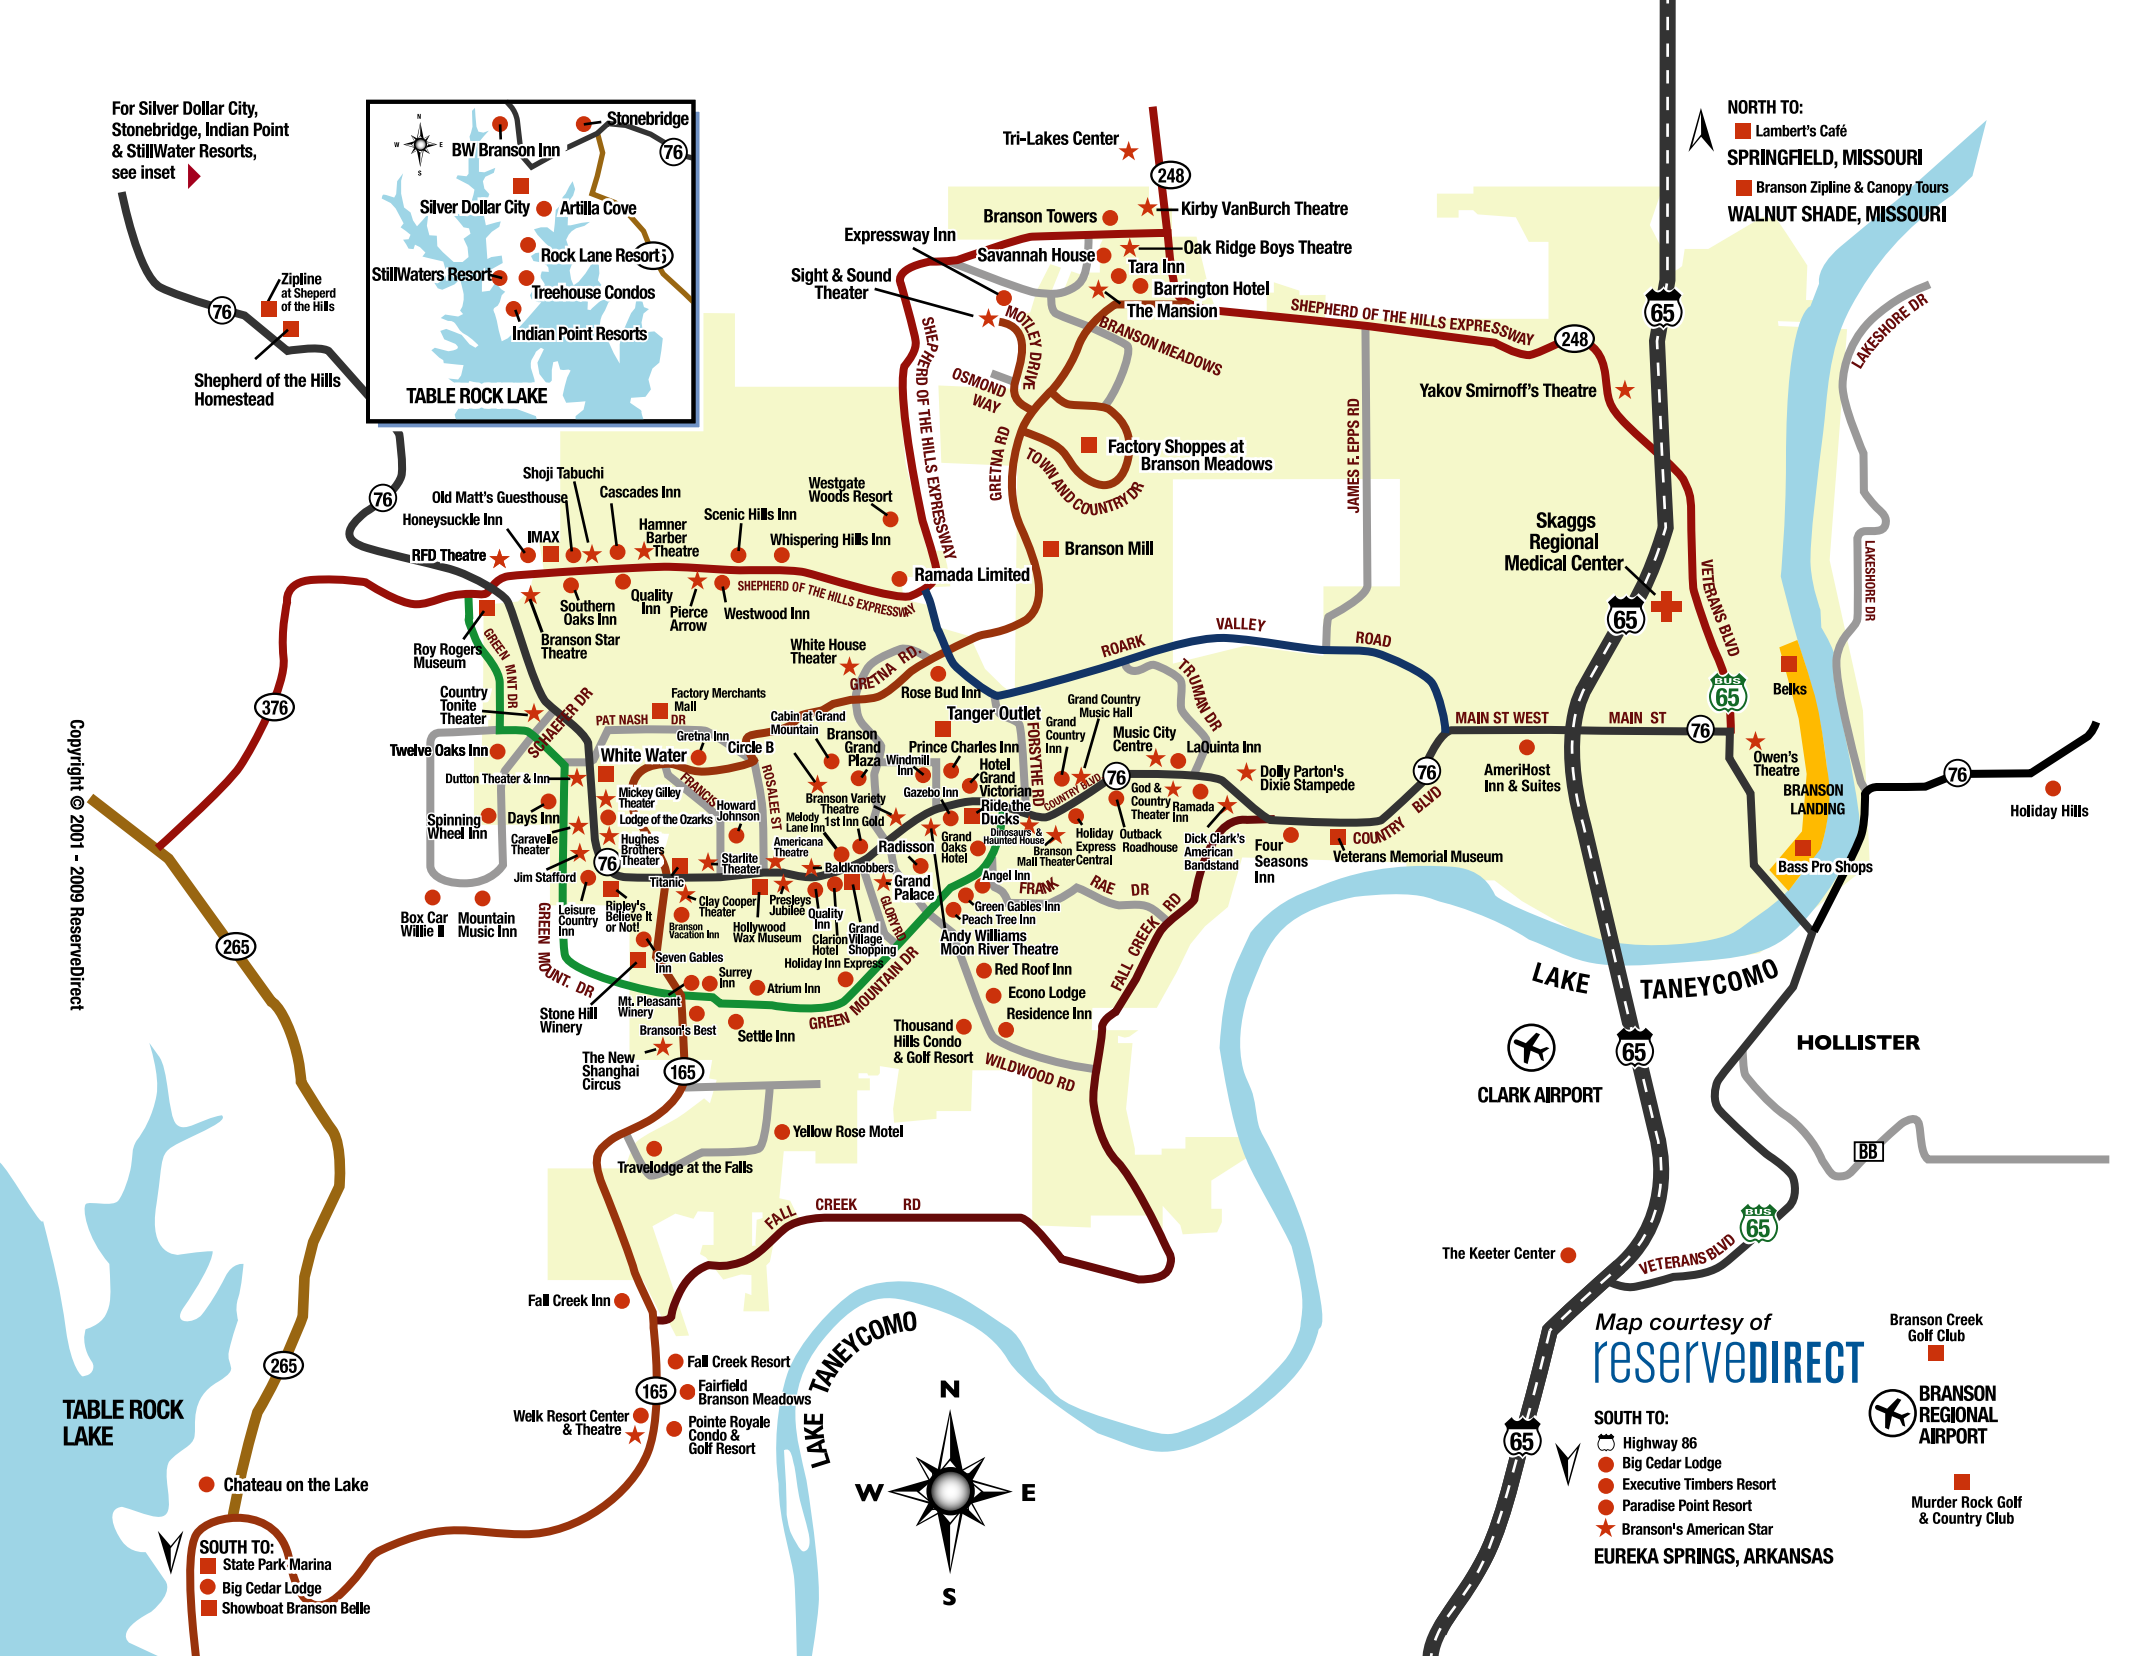 For Silver Dollar City,
Stonebridge, Indian Point
& StillWater Resorts,
see inset
Stonebridge
BW Branson Inn
76
N
W
E
S
Silver Dollar City
Artilla Cove
Rock Lane Resort
StillWaters Resort
Treehouse Condos
Indian Point Resorts
TABLE ROCK LAKE
Zipline
at Sheperd
of the Hills
76
Shepherd of the Hills
Homestead
76
Tri-Lakes Center
248
Kirby VanBurch Theatre
Branson Towers
Expressway Inn
Oak Ridge Boys Theatre
Savannah House
Tara Inn
Sight & Sound
Theater
Barrington Hotel
The Mansion
SHEPHERD OF THE HILLS EXPRESSWAY
248
MOTLEY DRIVE
BRANSON MEADOWS
OSMOND
WAY
SHEPHERD OF THE HILLS EXPRESSWAY
GRETNA RD
Factory Shoppes at
Branson Meadows
TOWN AND COUNTRY DR
JAMES F. EPPS RD
Yakov Smirnoff's Theatre
NORTH TO:
Lambert's Café
SPRINGFIELD, MISSOURI
Branson Zipline & Canopy Tours
WALNUT SHADE, MISSOURI
65
LAKESHORE DR
LAKESHORE DR
Shoji Tabuchi
Old Matt's Guesthouse
Cascades Inn
Honeysuckle Inn
IMAX
Hamner
Barber
Theatre
RFD Theatre
Scenic Hills Inn
Westgate
Woods Resort
Whispering Hills Inn
Ramada Limited
Branson Mill
Skaggs
Regional
Medical Center
65
VETERANS BLVD
SHEPHERD OF THE HILLS EXPRESSWAY
Southern
Oaks Inn
Quality
Inn
Pierce
Arrow
Westwood Inn
Branson Star
Theatre
Roy Rogers
Museum
GREEN MNT DR
White House
Theater
GRETNA RD.
Rose Bud Inn
ROARK
VALLEY
ROAD
TRUMAN DR
BUS
65
Belks
376
Country
Tonite
Theater
SCHAEFER DR
PAT NASH
DR
Factory Merchants
Mall
Twelve Oaks Inn
White Water
Gretna Inn
Circle B
Cabin at Grand
Mountain
Branson
Grand
Plaza
Tanger Outlet
Prince Charles Inn
Windmill
Inn
Hotel
Grand
Victorian
Gazebo Inn
Ride the
Ducks
FORSYTHE RD
Grand
Country
Inn
Grand Country
Music Hall
Music City
Centre
LaQuinta Inn
Dolly Parton's
Dixie Stampede
76
COUNTRY BLVD
God &
Country
Theater
Ramada
Inn
Dutton Theater & Inn
Mickey Gilley
Theater
FRANCIS
ROSALEE ST
Branson Variety
Theatre
Spinning
Wheel Inn
Days Inn
Lodge of the Ozarks
Howard
Johnson
Melody
Lane Inn
1st Inn Gold
Caravelle
Theater
Hughes
Brothers
Theater
Americana
Theatre
Radisson
Grand
Oaks
Hotel
Dinosaurs &
Haunted House
Branson
Mall Theater
Holiday
Express
Central
Outback
Roadhouse
Dick Clark's
American
Bandstand
Four
Seasons
Inn
Veterans Memorial Museum
COUNTRY
BLVD
76
MAIN ST WEST
MAIN ST
76
AmeriHost
Inn & Suites
Owen's
Theatre
BRANSON
LANDING
Bass Pro Shops
76
Holiday Hills
76
Jim Stafford
Titanic
Starlite
Theater
Baldknobbers
Grand
Palace
Angel Inn
FRANK
RAE
DR
Green Gables Inn
Peach Tree Inn
Andy Williams
Moon River Theatre
GLORY RD
Box Car
Willie II
Mountain
Music Inn
Leisure
Country
Inn
Ripley's
Believe It
or Not!
Clay Cooper
Theater
Branson
Vacation Inn
Presleys
Jubilee
Hollywood
Wax Museum
Quality
Inn
Clarion
Hotel
Grand
Village
Shopping
Holiday Inn Express
Seven Gables
Inn
Surrey
Inn
Atrium Inn
GREEN MOUNT. DR
GREEN MOUNTAIN DR
Mt. Pleasant
Winery
Stone Hill
Winery
Branson's Best
Settle Inn
The New
Shanghai
Circus
165
Red Roof Inn
Econo Lodge
Residence Inn
Thousand
Hills Condo
& Golf Resort
WILDWOOD RD
FALL CREEK RD
LAKE
TANEYCOMO
CLARK AIRPORT
65
HOLLISTER
BB
Copyright © 2001 - 2009 ReserveDirect
265
Yellow Rose Motel
Travelodge at the Falls
FALL
CREEK
RD
Fall Creek Inn
Fall Creek Resort
Fairfield
Branson Meadows
165
Welk Resort Center
& Theatre
Pointe Royale
Condo &
Golf Resort
LAKE TANEYCOMO
N
W
E
S
The Keeter Center
BUS
65
VETERANS BLVD
Map courtesy of
reserveDIRECT
65
SOUTH TO:
Highway 86
Big Cedar Lodge
Executive Timbers Resort
Paradise Point Resort
Branson's American Star
EUREKA SPRINGS, ARKANSAS
Branson Creek
Golf Club
BRANSON
REGIONAL
AIRPORT
Murder Rock Golf
& Country Club
265
TABLE ROCK
LAKE
Chateau on the Lake
SOUTH TO:
State Park Marina
Big Cedar Lodge
Showboat Branson Belle